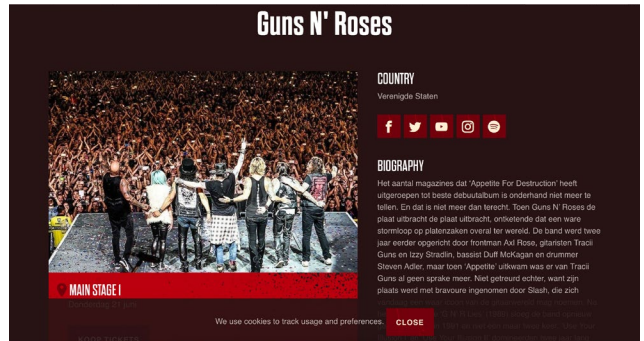 Guns N' Roses
MAIN STAGE I
Donderdag 21 juni
KOOP TICKETS
COUNTRY
Verenigde Staten
BIOGRAPHY
Het aantal magazines dat 'Appetite For Destruction' heeft
uitgeroepen tot beste debuutalbum is onderhand niet meer te
tellen. En dat is niet meer dan terecht. Toen Guns N' Roses de
plaat uitbracht de plaat uitbracht, ontketende dat een ware
stormloop op platenzaken overal ter wereld. De band werd twee
jaar eerder opgericht door frontman Axl Rose, gitaristen Tracii
Guns en Izzy Stradlin, bassist Duff McKagan en drummer
Steven Adler, maar toen 'Appetite' uitkwam was er van Tracii
Guns al geen sprake meer. Niet getreurd echter, want zijn
plaats werd met bravoure ingenomen door Slash, die zich
We use cookies to track usage and preferences.
CLOSE